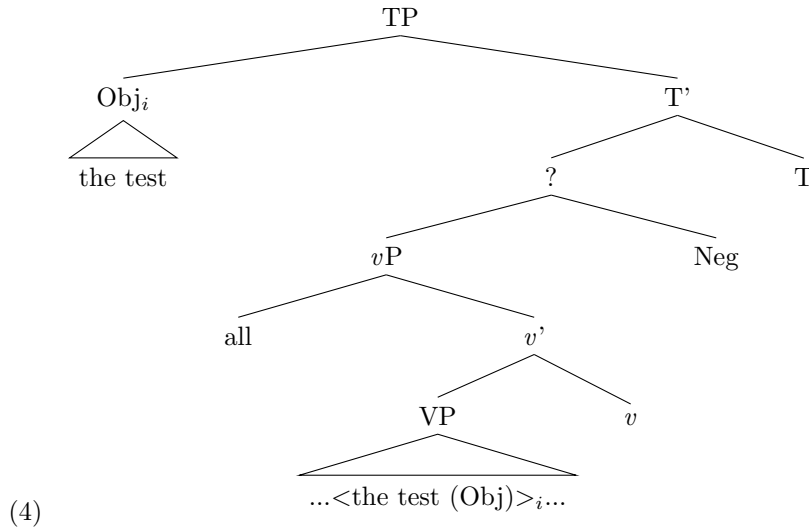 TP
Obj_i T'
the test ? T
vP Neg
all v'
VP v
(4) ...<the test (Obj)>_i...